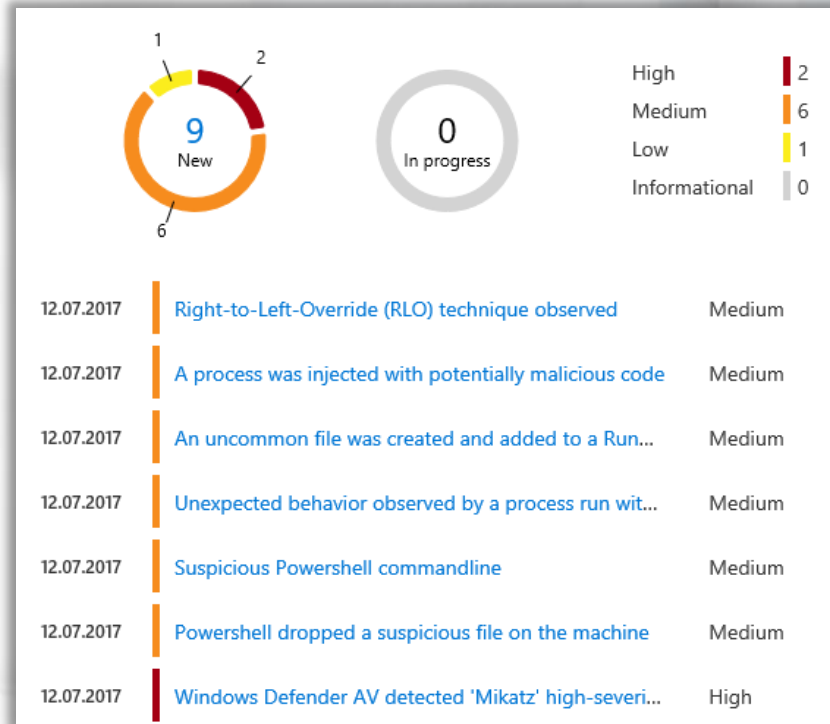 1
2
9
New
6
0
In progress
High 2
Medium 6
Low 1
Informational 0
12.07.2017 Right-to-Left-Override (RLO) technique observed Medium
12.07.2017 A process was injected with potentially malicious code Medium
12.07.2017 An uncommon file was created and added to a Run... Medium
12.07.2017 Unexpected behavior observed by a process run wit... Medium
12.07.2017 Suspicious Powershell commandline Medium
12.07.2017 Powershell dropped a suspicious file on the machine Medium
12.07.2017 Windows Defender AV detected 'Mikatz' high-severi... High